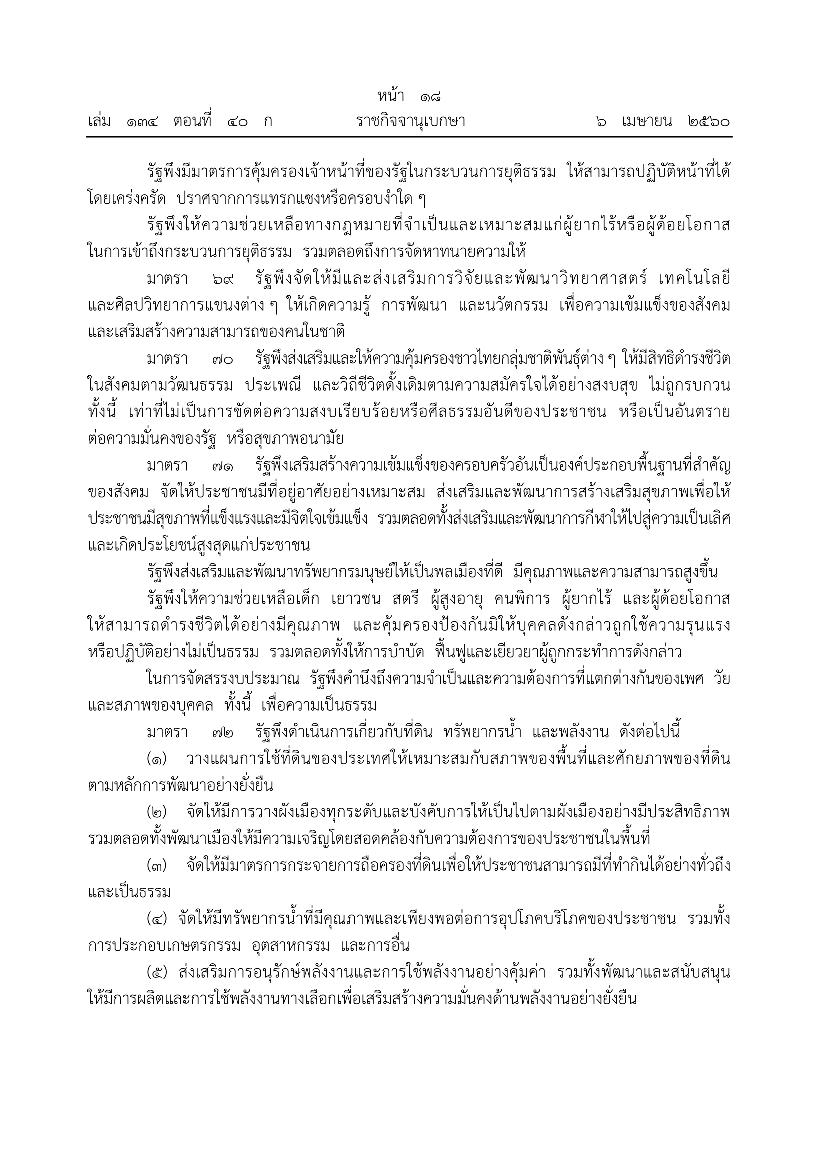 หน้า ๑๘
เล่ม ๑๓๔ ตอนที่ ๔๐ ก ราชกิจจานุเบกษา ๖ เมษายน ๒๕๖๐
รัฐพึงมีมาตรการคุ้มครองเจ้าหน้าที่ของรัฐในกระบวนการยุติธรรม ให้สามารถปฏิบัติหน้าที่ได้
โดยเคร่งครัด ปราศจากการแทรกแซงหรือครอบงำใด ๆ
รัฐพึงให้ความช่วยเหลือทางกฎหมายที่จำเป็นและเหมาะสมแก่ผู้ยากไร้หรือผู้ด้อยโอกาส
ในการเข้าถึงกระบวนการยุติธรรม รวมตลอดถึงการจัดหาทนายความให้
มาตรา ๖๙ รัฐพึงจัดให้มีและส่งเสริมการวิจัยและพัฒนาวิทยาศาสตร์ เทคโนโลยี
และศิลปวิทยาการแขนงต่าง ๆ ให้เกิดความรู้ การพัฒนา และนวัตกรรม เพื่อความเข้มแข็งของสังคม
และเสริมสร้างความสามารถของคนในชาติ
มาตรา ๗๐ รัฐพึงส่งเสริมและให้ความคุ้มครองชาวไทยกลุ่มชาติพันธุ์ต่าง ๆ ให้มีสิทธิดำรงชีวิต
ในสังคมตามวัฒนธรรม ประเพณี และวิถีชีวิตดั้งเดิมตามความสมัครใจได้อย่างสงบสุข ไม่ถูกรบกวน
ทั้งนี้ เท่าที่ไม่เป็นการขัดต่อความสงบเรียบร้อยหรือศีลธรรมอันดีของประชาชน หรือเป็นอันตราย
ต่อความมั่นคงของรัฐ หรือสุขภาพอนามัย
มาตรา ๗๑ รัฐพึงเสริมสร้างความเข้มแข็งของครอบครัวอันเป็นองค์ประกอบพื้นฐานที่สำคัญ
ของสังคม จัดให้ประชาชนมีที่อยู่อาศัยอย่างเหมาะสม ส่งเสริมและพัฒนาการสร้างเสริมสุขภาพเพื่อให้
ประชาชนมีสุขภาพที่แข็งแรงและมีจิตใจเข้มแข็ง รวมตลอดทั้งส่งเสริมและพัฒนาการกีฬาให้ไปสู่ความเป็นเลิศ
และเกิดประโยชน์สูงสุดแก่ประชาชน
รัฐพึงส่งเสริมและพัฒนาทรัพยากรมนุษย์ให้เป็นพลเมืองที่ดี มีคุณภาพและความสามารถสูงขึ้น
รัฐพึงให้ความช่วยเหลือเด็ก เยาวชน สตรี ผู้สูงอายุ คนพิการ ผู้ยากไร้ และผู้ด้อยโอกาส
ให้สามารถดำรงชีวิตได้อย่างมีคุณภาพ และคุ้มครองป้องกันมิให้บุคคลดังกล่าวถูกใช้ความรุนแรง
หรือปฏิบัติอย่างไม่เป็นธรรม รวมตลอดทั้งให้การบำบัด ฟื้นฟูและเยียวยาผู้ถูกกระทำการดังกล่าว
ในการจัดสรรงบประมาณ รัฐพึงคำนึงถึงความจำเป็นและความต้องการที่แตกต่างกันของเพศ วัย
และสภาพของบุคคล ทั้งนี้ เพื่อความเป็นธรรม
มาตรา ๗๒ รัฐพึงดำเนินการเกี่ยวกับที่ดิน ทรัพยากรน้ำ และพลังงาน ดังต่อไปนี้
(๑) วางแผนการใช้ที่ดินของประเทศให้เหมาะสมกับสภาพของพื้นที่และศักยภาพของที่ดิน
ตามหลักการพัฒนาอย่างยั่งยืน
(๒) จัดให้มีการวางผังเมืองทุกระดับและบังคับการให้เป็นไปตามผังเมืองอย่างมีประสิทธิภาพ
รวมตลอดทั้งพัฒนาเมืองให้มีความเจริญโดยสอดคล้องกับความต้องการของประชาชนในพื้นที่
(๓) จัดให้มีมาตรการกระจายการถือครองที่ดินเพื่อให้ประชาชนสามารถมีที่ทำกินได้อย่างทั่วถึง
และเป็นธรรม
(๔) จัดให้มีทรัพยากรน้ำที่มีคุณภาพและเพียงพอต่อการอุปโภคบริโภคของประชาชน รวมทั้ง
การประกอบเกษตรกรรม อุตสาหกรรม และการอื่น
(๕) ส่งเสริมการอนุรักษ์พลังงานและการใช้พลังงานอย่างคุ้มค่า รวมทั้งพัฒนาและสนับสนุน
ให้มีการผลิตและการใช้พลังงานทางเลือกเพื่อเสริมสร้างความมั่นคงด้านพลังงานอย่างยั่งยืน